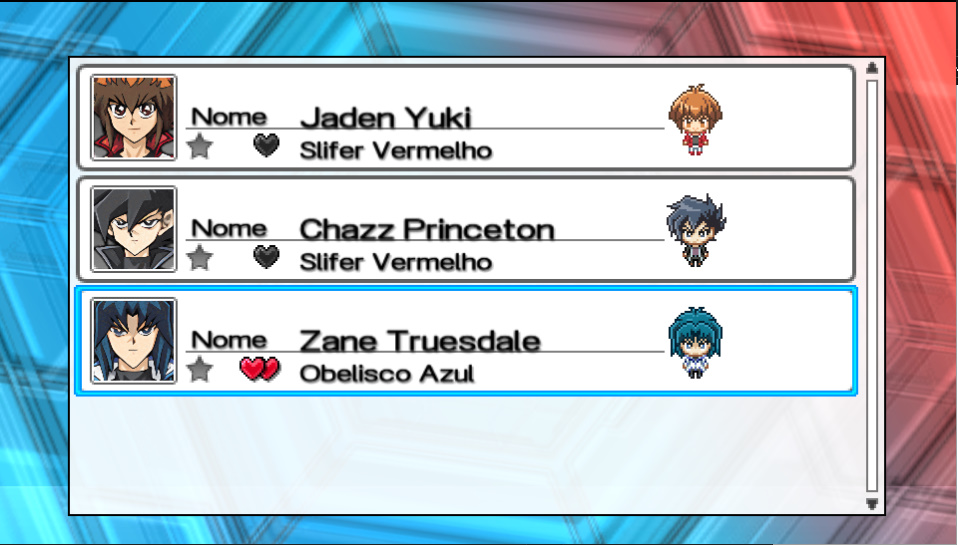 Nome Jaden Yuki
Slifer Vermelho
Nome Chazz Princeton
Slifer Vermelho
Nome Zane Truesdale
Obelisco Azul